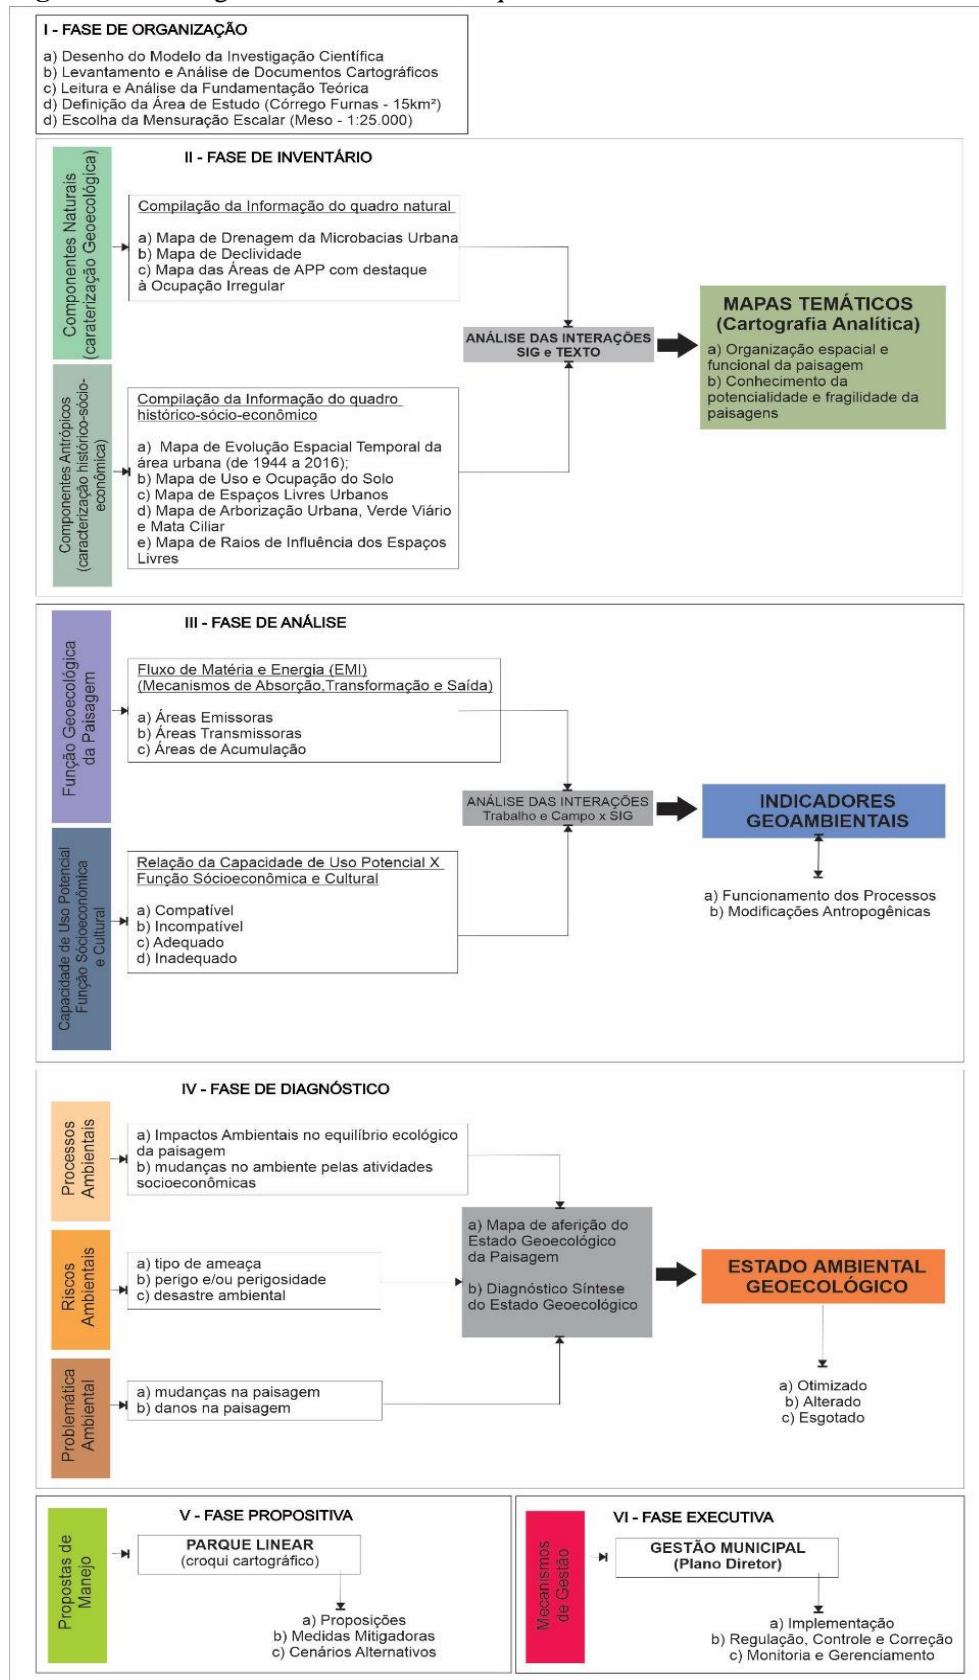 I - FASE DE ORGANIZAÇÃO
a) Desenho do Modelo da Investigação Científica
b) Levantamento e Análise de Documentos Cartográficos
c) Leitura e Análise da Fundamentação Teórica
d) Definição da Área de Estudo (Córrego Furnas - 15km²)
d) Escolha da Mensuração Escalar (Meso - 1:25.000)
II - FASE DE INVENTÁRIO
Componentes Naturais
(caraterização Geoecológica)
Compilação da Informação do quadro natural
a) Mapa de Drenagem da Microbacias Urbana
b) Mapa de Declividade
c) Mapa das Áreas de APP com destaque
à Ocupação Irregular
Componentes Antrópicos
(caracterização histórico-sócio-
econômica)
Compilação da Informação do quadro
histórico-sócio-econômico
a) Mapa de Evolução Espacial Temporal da
área urbana (de 1944 a 2016);
b) Mapa de Uso e Ocupação do Solo
c) Mapa de Espaços Livres Urbanos
d) Mapa de Arborização Urbana, Verde Viário
e Mata Ciliar
e) Mapa de Raios de Influência dos Espaços
Livres
ANÁLISE DAS INTERAÇÕES
SIG e TEXTO
MAPAS TEMÁTICOS
(Cartografia Analítica)
a) Organização espacial e
funcional da paisagem
b) Conhecimento da
potencialidade e fragilidade da
paisagens
III - FASE DE ANÁLISE
Função Geoecológica
da Paisagem
Fluxo de Matéria e Energia (EMI)
(Mecanismos de Absorção,Transformação e Saída)
a) Áreas Emissoras
b) Áreas Transmissoras
c) Áreas de Acumulação
Capacidade de Uso Potencial
Função Sócioeconômica
e Cultural
Relação da Capacidade de Uso Potencial X
Função Sócioeconômica e Cultural
a) Compatível
b) Incompatível
c) Adequado
d) Inadequado
ANÁLISE DAS INTERAÇÕES
Trabalho e Campo x SIG
INDICADORES
GEOAMBIENTAIS
a) Funcionamento dos Processos
b) Modificações Antropogênicas
IV - FASE DE DIAGNÓSTICO
Processos
Ambientais
a) Impactos Ambientais no equilíbrio ecológico
da paisagem
b) mudanças no ambiente pelas atividades
socioeconômicas
Riscos
Ambientais
a) tipo de ameaça
b) perigo e/ou perigosidade
c) desastre ambiental
Problemática
Ambiental
a) mudanças na paisagem
b) danos na paisagem
a) Mapa de aferição do
Estado Geoecológico
da Paisagem
b) Diagnóstico Síntese
do Estado Geoecológico
ESTADO AMBIENTAL
GEOECOLÓGICO
a) Otimizado
b) Alterado
c) Esgotado
V - FASE PROPOSITIVA
Propostas de
Manejo
PARQUE LINEAR
(croqui cartográfico)
a) Proposições
b) Medidas Mitigadoras
c) Cenários Alternativos
VI - FASE EXECUTIVA
Mecanismos
de Gestão
GESTÃO MUNICIPAL
(Plano Diretor)
a) Implementação
b) Regulação, Controle e Correção
c) Monitoria e Gerenciamento